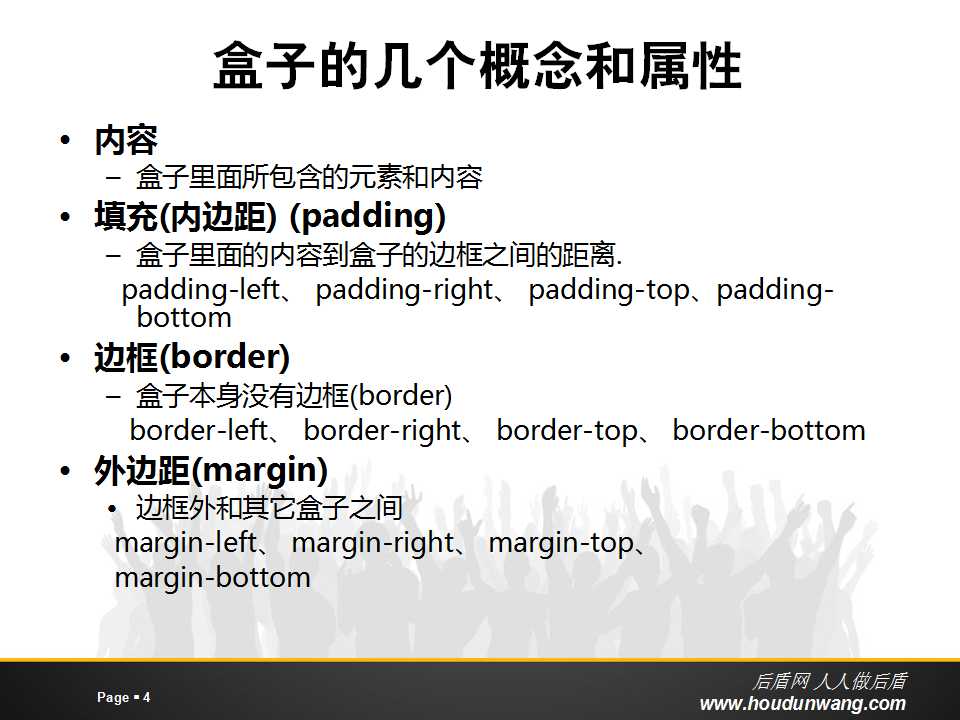 盒子的几个概念和属性
• 内容
– 盒子里面所包含的元素和内容
• 填充(内边距) (padding)
– 盒子里面的内容到盒子的边框之间的距离.
padding-left、 padding-right、 padding-top、padding-
bottom
• 边框(border)
– 盒子本身没有边框(border)
border-left、 border-right、 border-top、 border-bottom
• 外边距(margin)
• 边框外和其它盒子之间
margin-left、 margin-right、 margin-top、
margin-bottom
Page ▪ 4
后盾网 人人做后盾
www.houdunwang.com